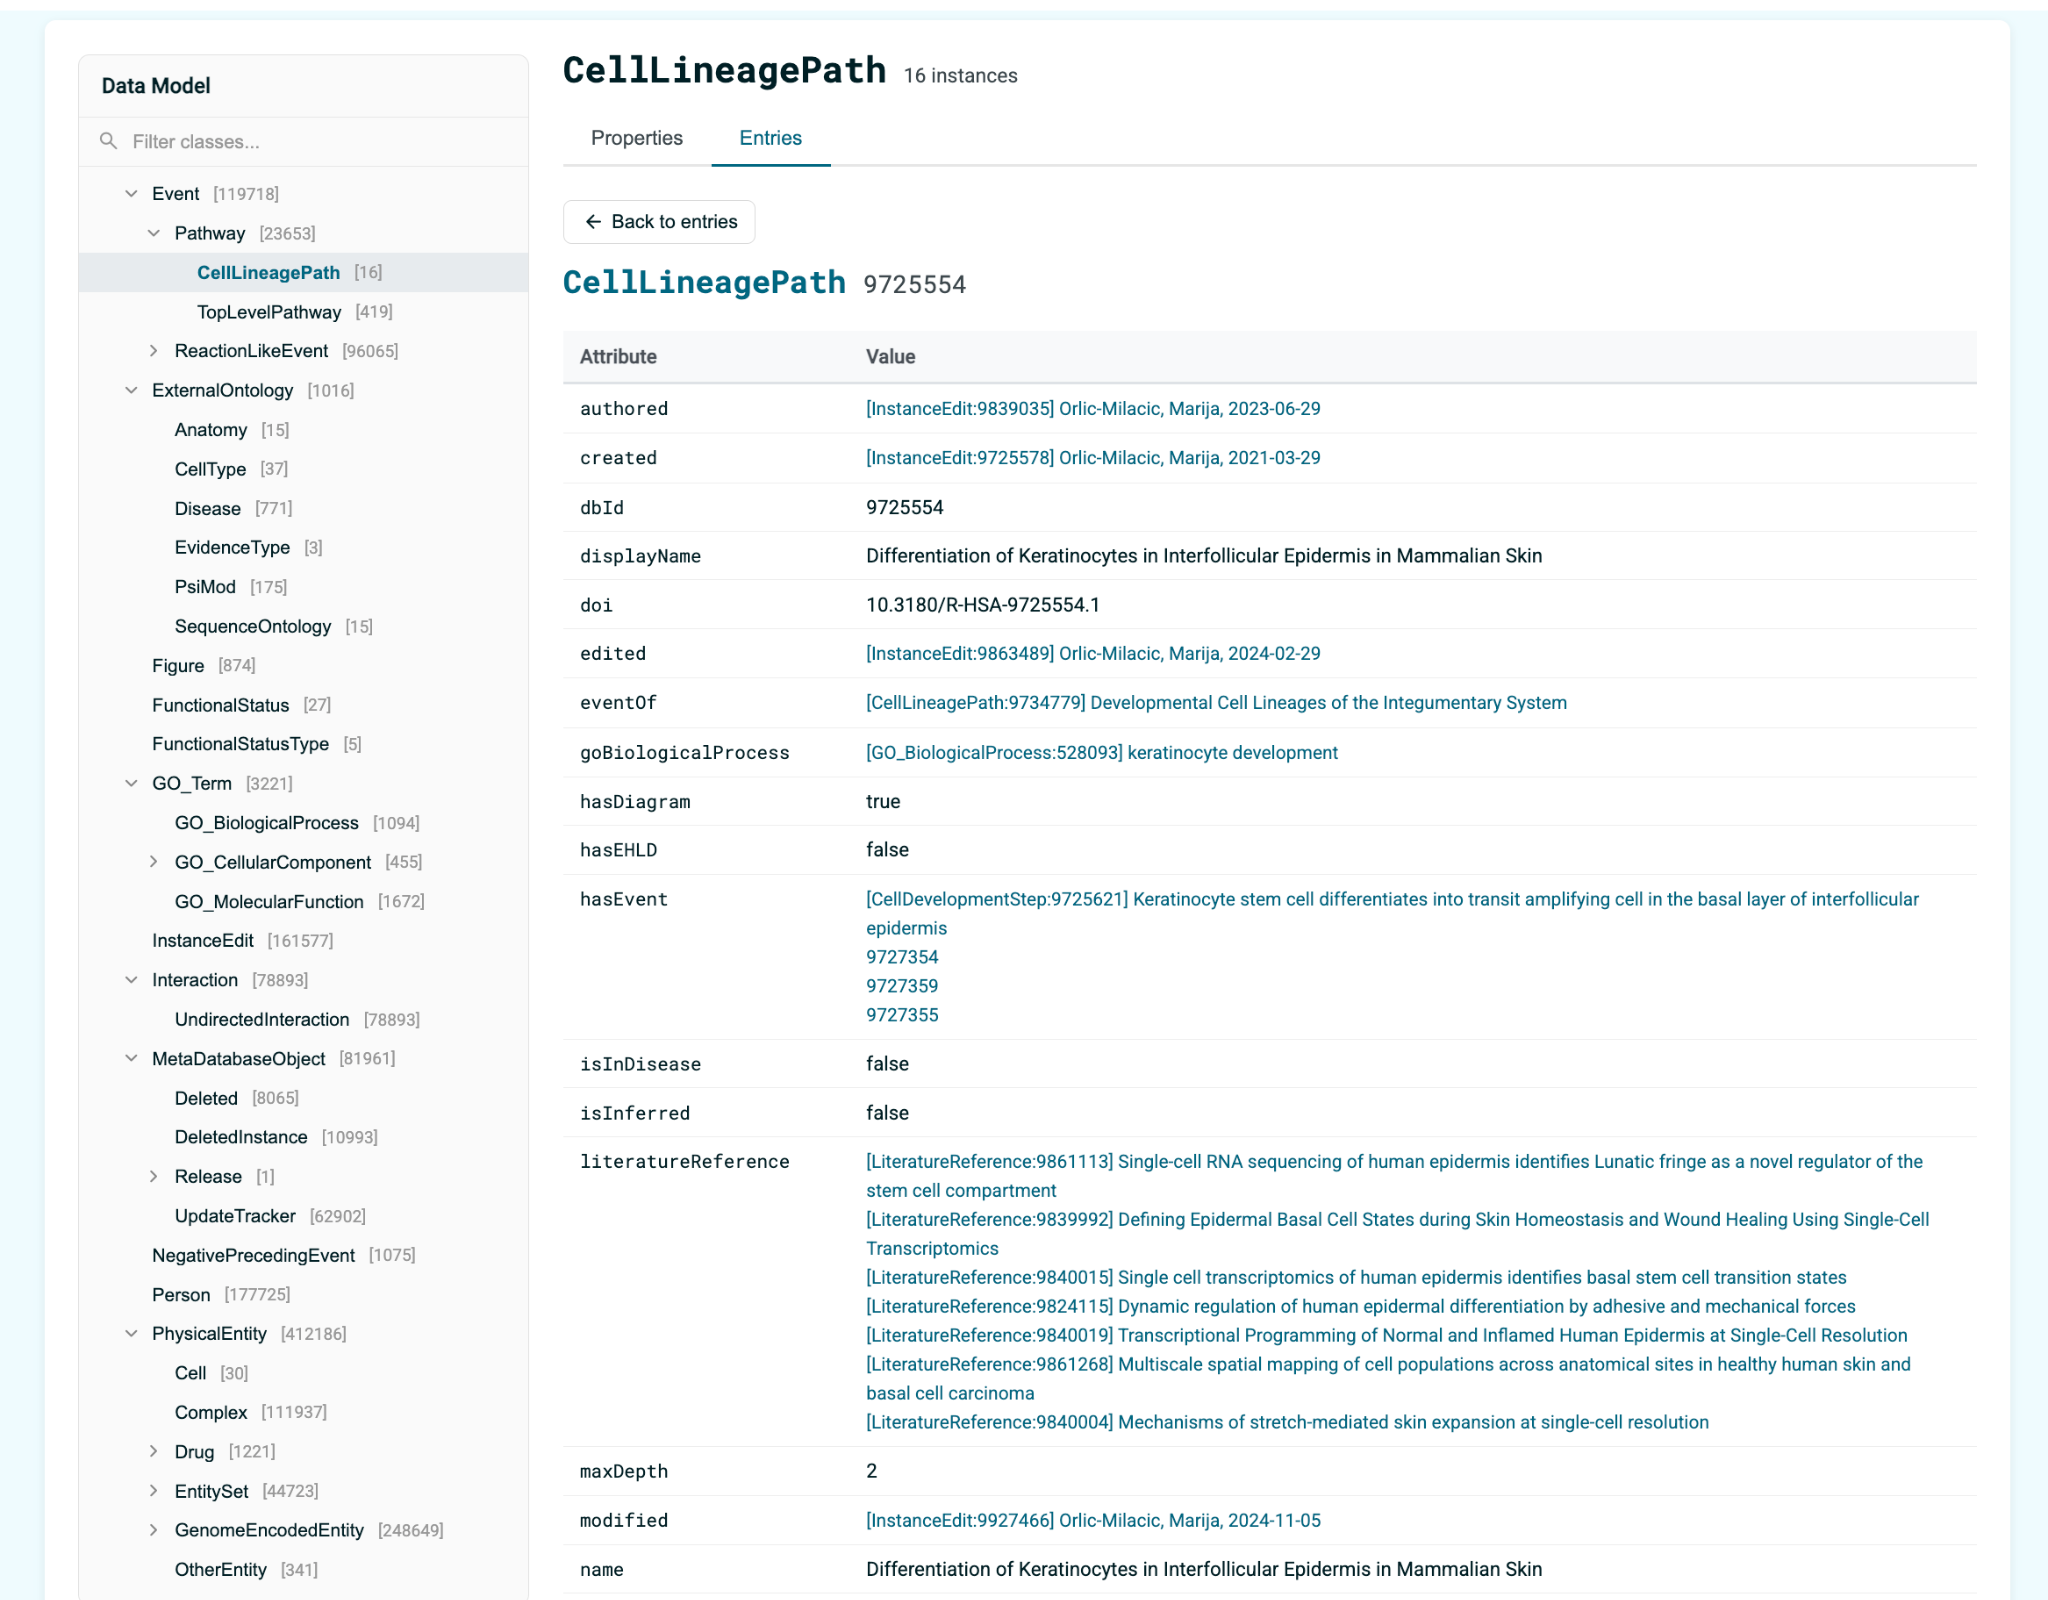 Data Model
Filter classes...
Event [119718]
Pathway [23653]
CellLineagePath [16]
TopLevelPathway [419]
ReactionLikeEvent [96065]
ExternalOntology [1016]
Anatomy [15]
CellType [37]
Disease [771]
EvidenceType [3]
PsiMod [175]
SequenceOntology [15]
Figure [874]
FunctionalStatus [27]
FunctionalStatusType [5]
GO_Term [3221]
GO_BiologicalProcess [1094]
GO_CellularComponent [455]
GO_MolecularFunction [1672]
InstanceEdit [161577]
Interaction [78893]
UndirectedInteraction [78893]
MetaDatabaseObject [81961]
Deleted [8065]
DeletedInstance [10993]
Release [1]
UpdateTracker [62902]
NegativePrecedingEvent [1075]
Person [177725]
PhysicalEntity [412186]
Cell [30]
Complex [111937]
Drug [1221]
EntitySet [44723]
GenomeEncodedEntity [248649]
OtherEntity [341]
CellLineagePath 16 instances
Properties Entries
Back to entries
CellLineagePath 9725554
Attribute Value
authored [InstanceEdit:9839035] Orlic-Milacic, Marija, 2023-06-29
created [InstanceEdit:9725578] Orlic-Milacic, Marija, 2021-03-29
dbId 9725554
displayName Differentiation of Keratinocytes in Interfollicular Epidermis in Mammalian Skin
doi 10.3180/R-HSA-9725554.1
edited [InstanceEdit:9863489] Orlic-Milacic, Marija, 2024-02-29
eventOf [CellLineagePath:9734779] Developmental Cell Lineages of the Integumentary System
goBiologicalProcess [GO_BiologicalProcess:528093] keratinocyte development
hasDiagram true
hasEHLD false
hasEvent [CellDevelopmentStep:9725621] Keratinocyte stem cell differentiates into transit amplifying cell in the basal layer of interfollicular
epidermis
9727354
9727359
9727355
isInDisease false
isInferred false
literatureReference [LiteratureReference:9861113] Single-cell RNA sequencing of human epidermis identifies Lunatic fringe as a novel regulator of the
stem cell compartment
[LiteratureReference:9839992] Defining Epidermal Basal Cell States during Skin Homeostasis and Wound Healing Using Single-Cell
Transcriptomics
[LiteratureReference:9840015] Single cell transcriptomics of human epidermis identifies basal stem cell transition states
[LiteratureReference:9824115] Dynamic regulation of human epidermal differentiation by adhesive and mechanical forces
[LiteratureReference:9840019] Transcriptional Programming of Normal and Inflamed Human Epidermis at Single-Cell Resolution
[LiteratureReference:9861268] Multiscale spatial mapping of cell populations across anatomical sites in healthy human skin and
basal cell carcinoma
[LiteratureReference:9840004] Mechanisms of stretch-mediated skin expansion at single-cell resolution
maxDepth 2
modified [InstanceEdit:9927466] Orlic-Milacic, Marija, 2024-11-05
name Differentiation of Keratinocytes in Interfollicular Epidermis in Mammalian Skin